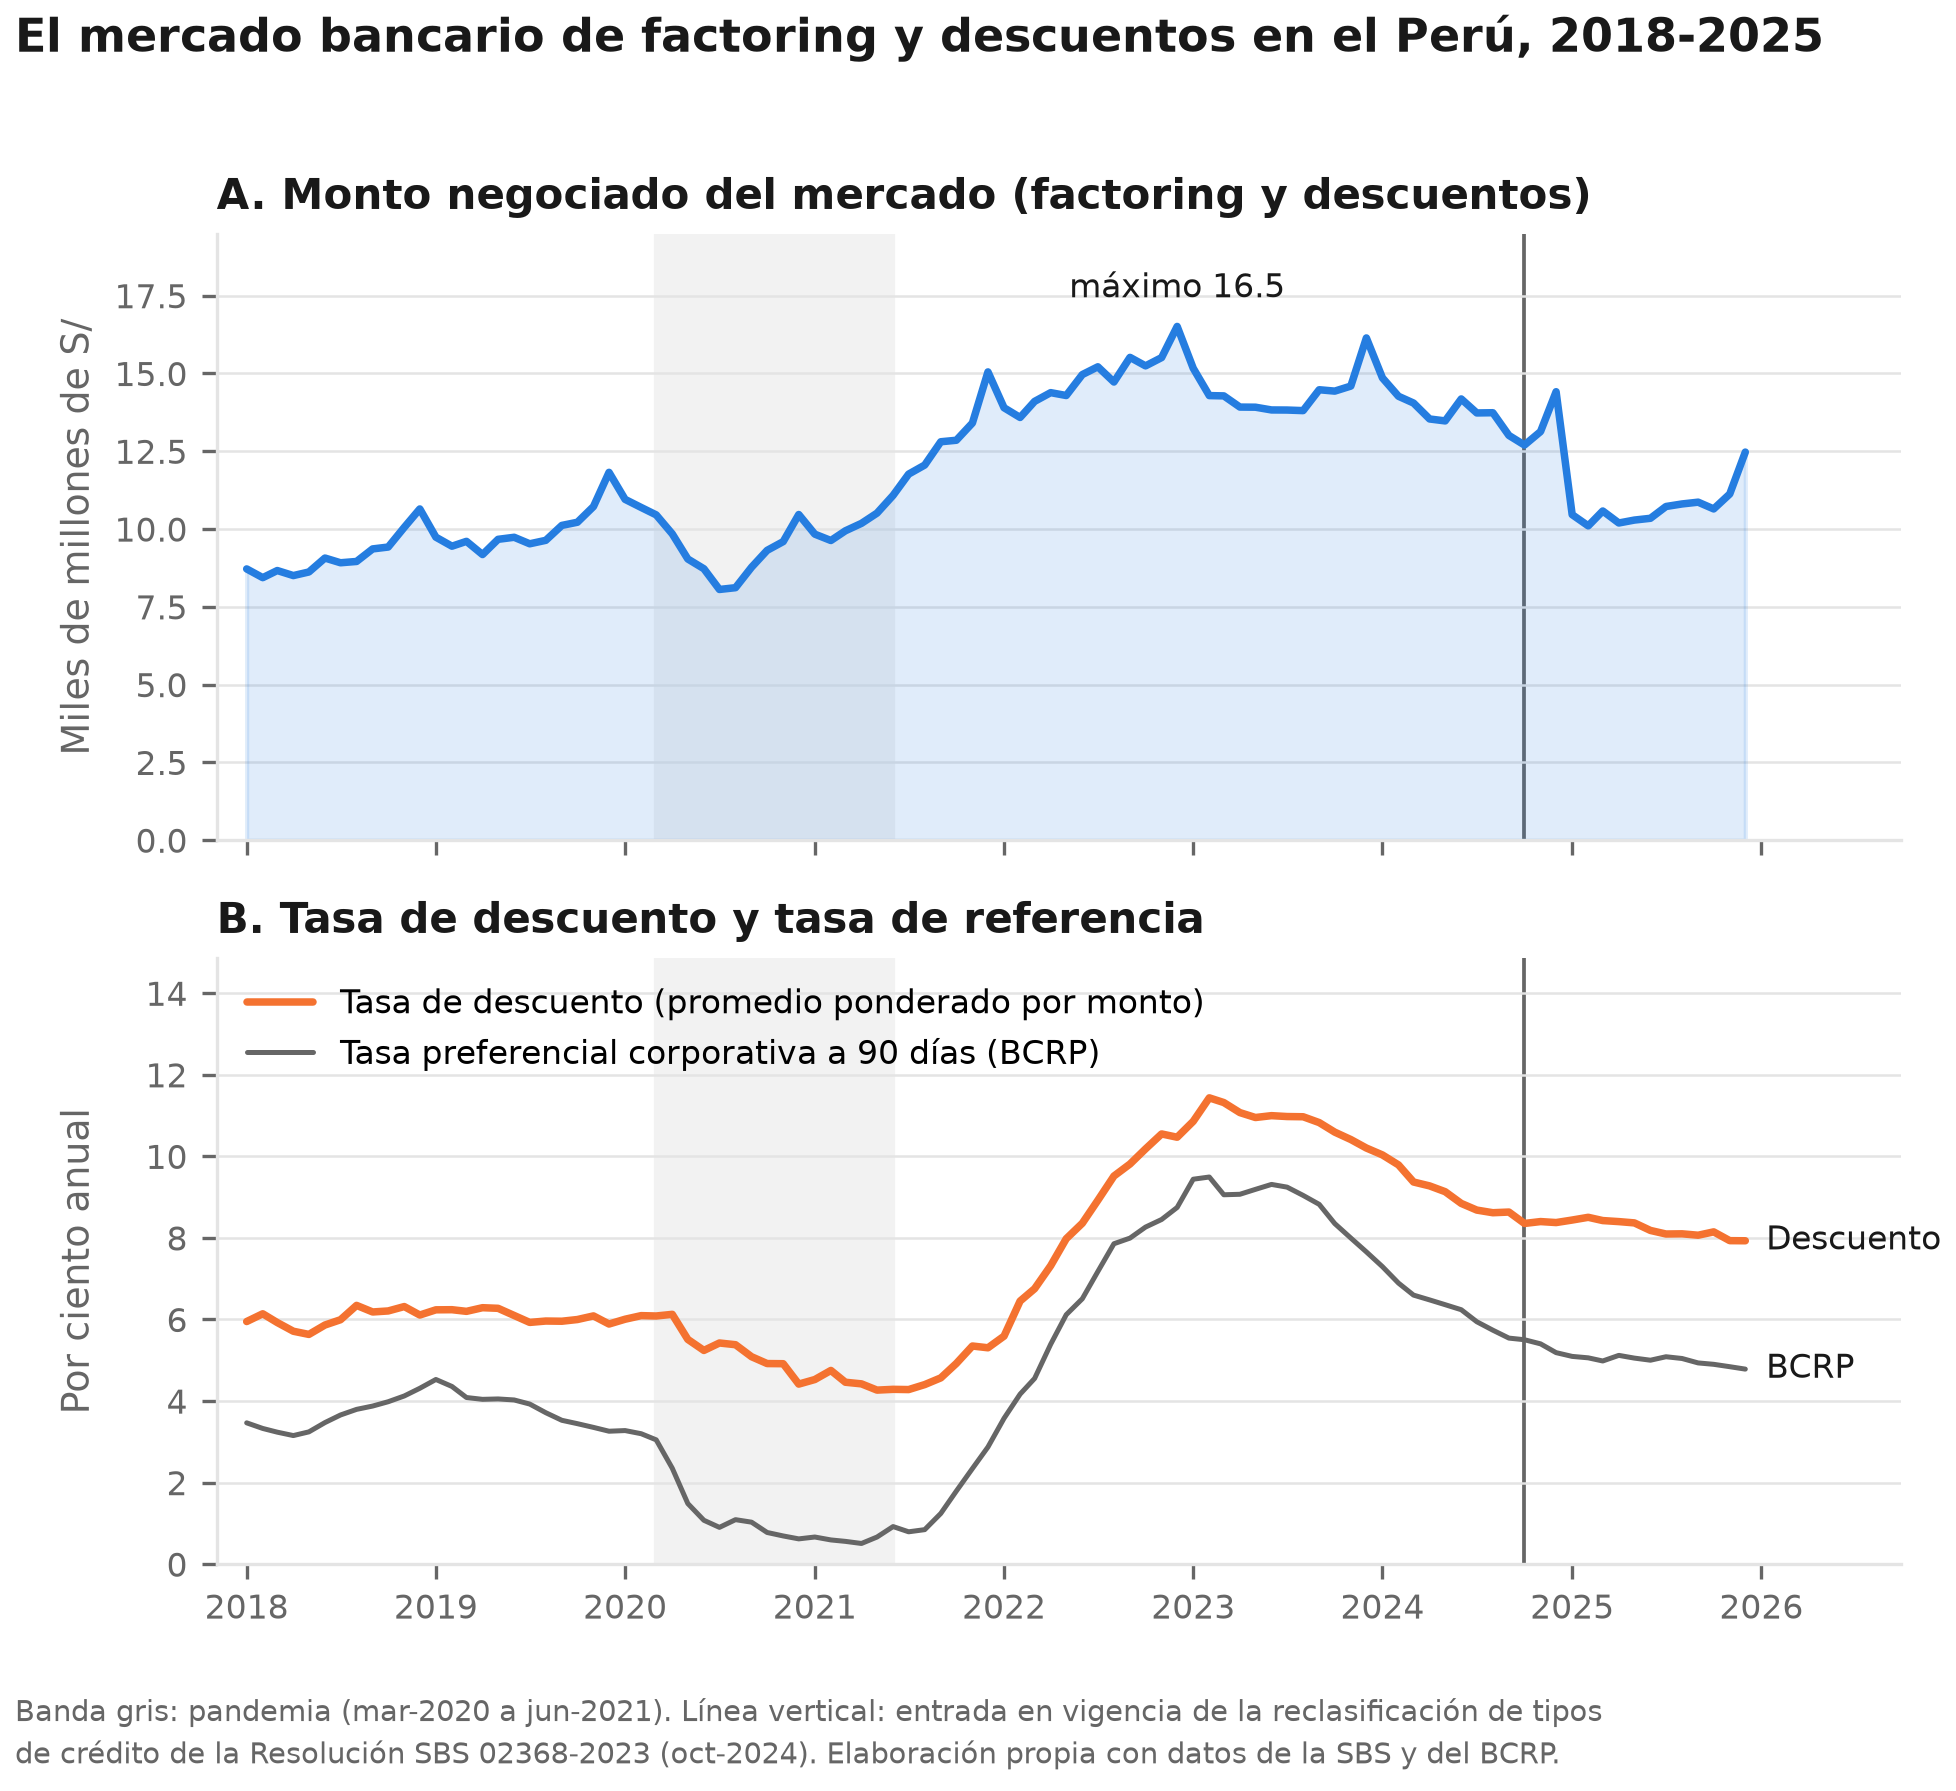 El mercado bancario de factoring y descuentos en el Perú, 2018-2025
A. Monto negociado del mercado (factoring y descuentos)
Miles de millones de S/
máximo 16.5
17.5
15.0
12.5
10.0
7.5
5.0
2.5
0.0
B. Tasa de descuento y tasa de referencia
Por ciento anual
Tasa de descuento (promedio ponderado por monto)
Tasa preferencial corporativa a 90 días (BCRP)
14
12
10
8
6
4
2
0
Descuento
BCRP
2018 2019 2020 2021 2022 2023 2024 2025 2026
Banda gris: pandemia (mar-2020 a jun-2021). Línea vertical: entrada en vigencia de la reclasificación de tipos
de crédito de la Resolución SBS 02368-2023 (oct-2024). Elaboración propia con datos de la SBS y del BCRP.